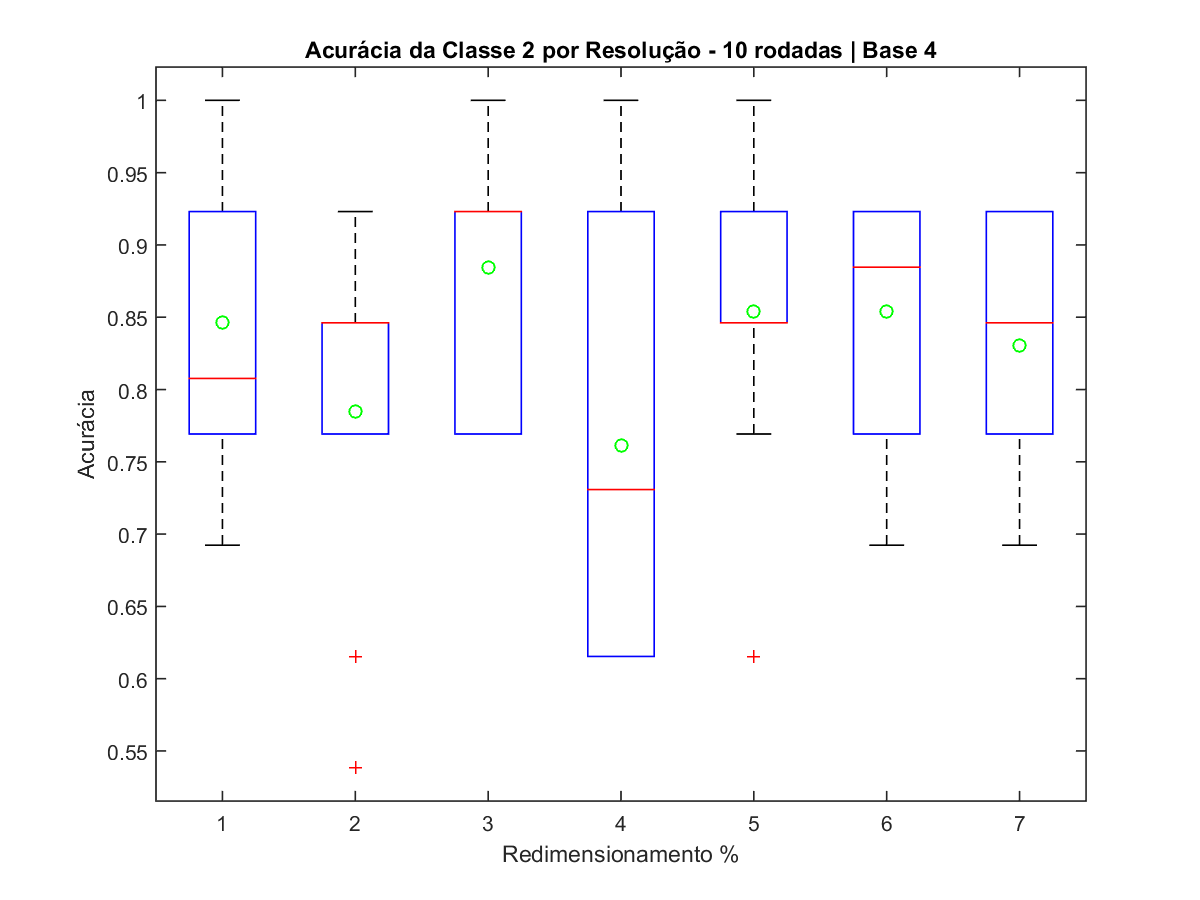 Acurácia da Classe 2 por Resolução - 10 rodadas | Base 4
1
0.95
0.9
0.85
0.8
0.75
0.7
0.65
0.6
0.55
Acurácia
1 2 3 4 5 6 7
Redimensionamento %